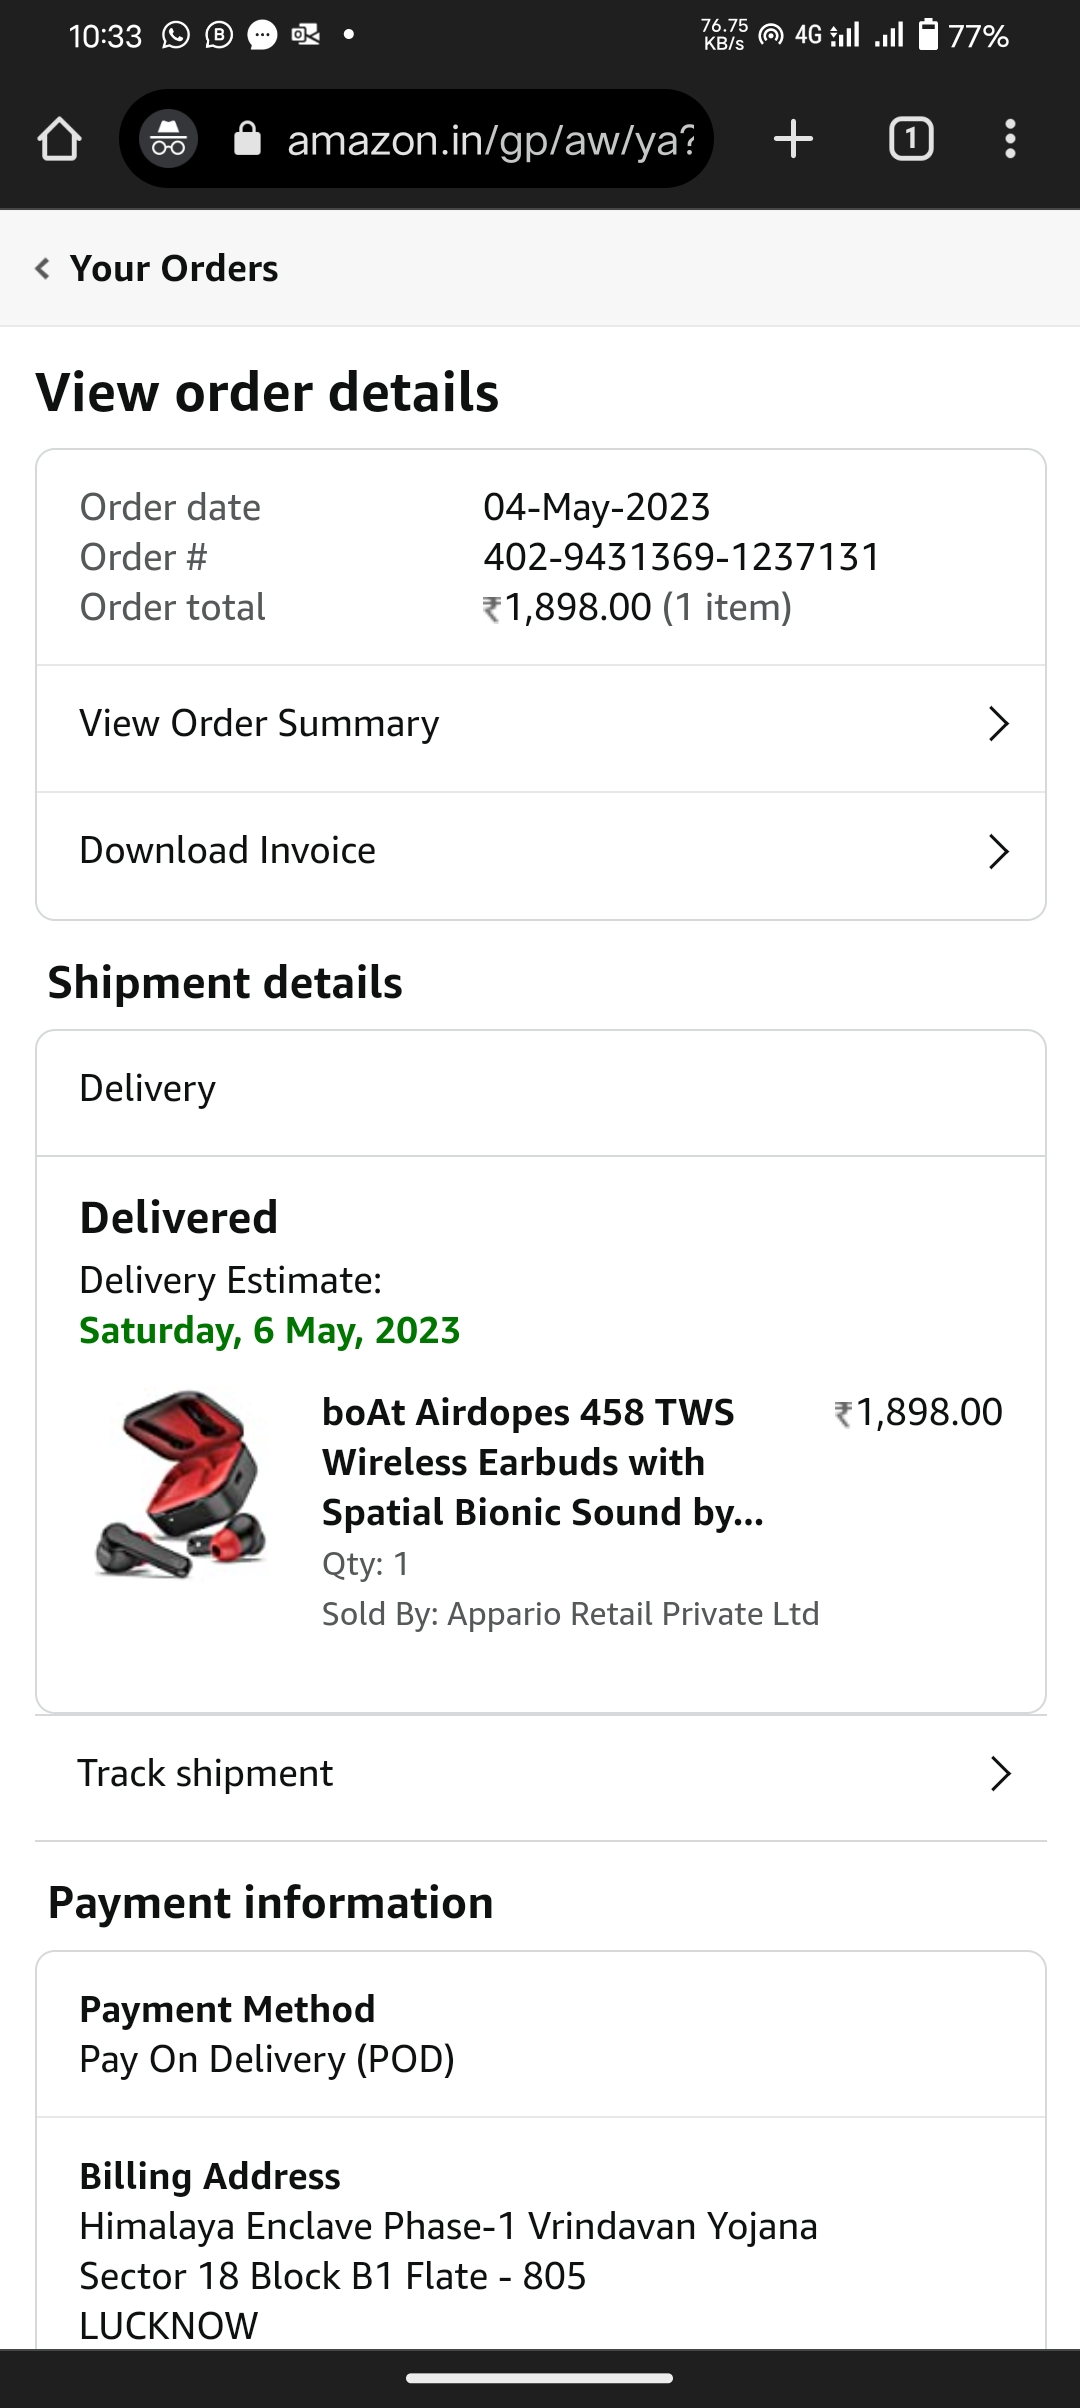 10:33
76.75
KB/s
4G
77%
amazon.in/gp/aw/ya?
1
Your Orders
View order details
Order date 04-May-2023
Order # 402-9431369-1237131
Order total ₹1,898.00 (1 item)
View Order Summary
Download Invoice
Shipment details
Delivery
Delivered
Delivery Estimate:
Saturday, 6 May, 2023
boAt Airdopes 458 TWS ₹1,898.00
Wireless Earbuds with
Spatial Bionic Sound by...
Qty: 1
Sold By: Appario Retail Private Ltd
Track shipment
Payment information
Payment Method
Pay On Delivery (POD)
Billing Address
Himalaya Enclave Phase-1 Vrindavan Yojana
Sector 18 Block B1 Flate - 805
LUCKNOW